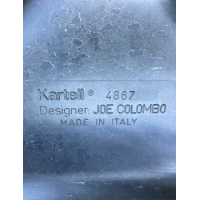 Kartell® 4867
Designer: JOE COLOMBO
MADE IN ITALY